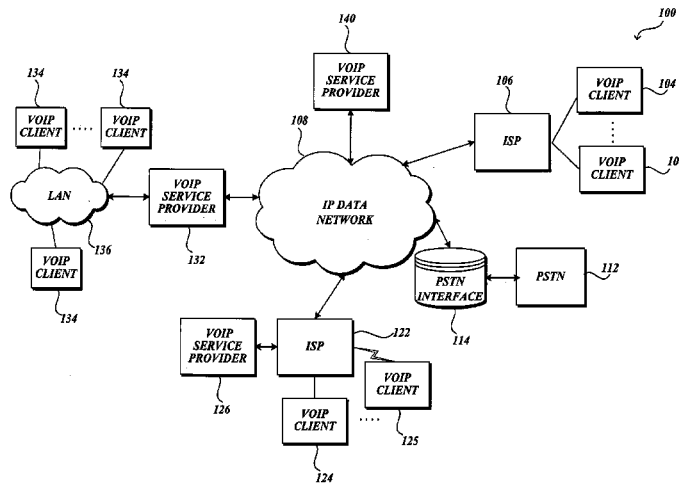 100
140
VOIP
SERVICE
PROVIDER
106
ISP
VOIP
CLIENT
104
VOIP
CLIENT
10
134
134
VOIP
CLIENT
VOIP
CLIENT
LAN
136
VOIP
CLIENT
134
VOIP
SERVICE
PROVIDER
132
108
IP DATA
NETWORK
PSTN
INTERFACE
114
PSTN
112
VOIP
SERVICE
PROVIDER
126
ISP
122
VOIP
CLIENT
124
VOIP
CLIENT
125